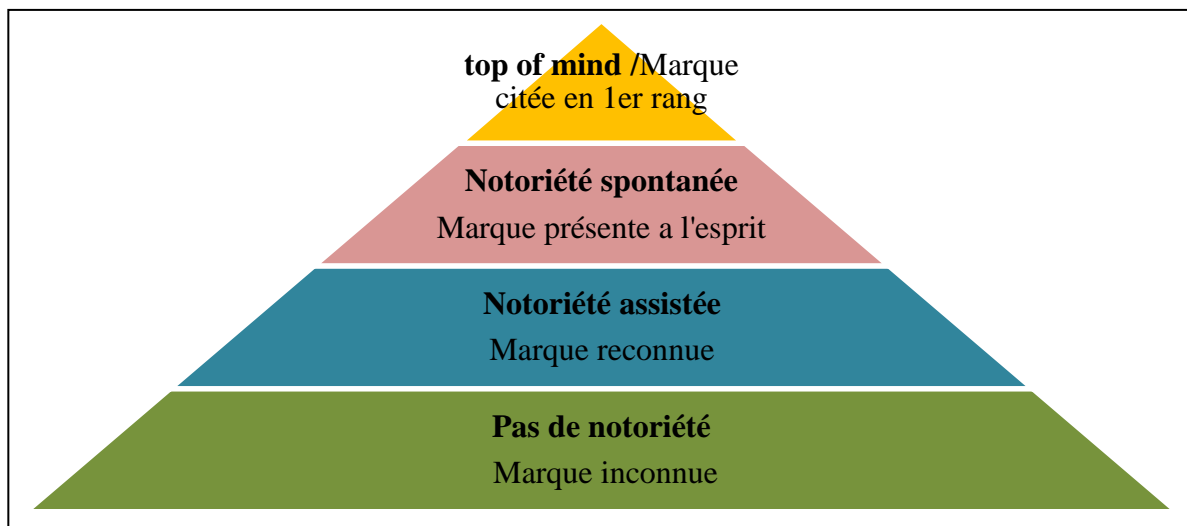 top of mind /Marque
citée en 1er rang
Notoriété spontanée
Marque présente a l'esprit
Notoriété assistée
Marque reconnue
Pas de notoriété
Marque inconnue